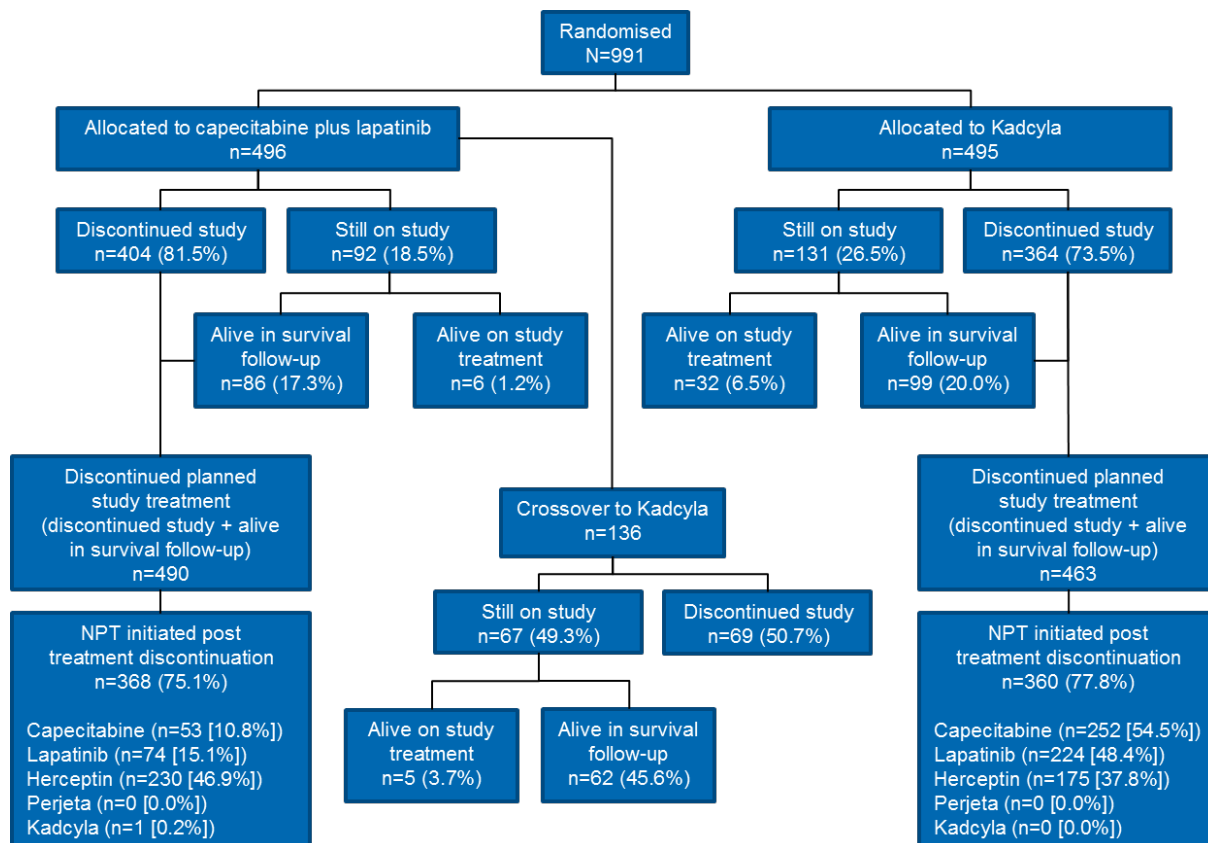 Randomised
N=991
Allocated to capecitabine plus lapatinib
n=496
Allocated to Kadcyla
n=495
Discontinued study
n=404 (81.5%)
Still on study
n=92 (18.5%)
Still on study
n=131 (26.5%)
Discontinued study
n=364 (73.5%)
Alive in survival
follow-up
n=86 (17.3%)
Alive on study
treatment
n=6 (1.2%)
Alive on study
treatment
n=32 (6.5%)
Alive in survival
follow-up
n=99 (20.0%)
Discontinued planned
study treatment
(discontinued study + alive
in survival follow-up)
n=490
Crossover to Kadcyla
n=136
Discontinued planned
study treatment
(discontinued study + alive
in survival follow-up)
n=463
Still on study
n=67 (49.3%)
Discontinued study
n=69 (50.7%)
Alive on study
treatment
n=5 (3.7%)
Alive in survival
follow-up
n=62 (45.6%)
NPT initiated post
treatment discontinuation
n=368 (75.1%)
Capecitabine (n=53 [10.8%])
Lapatinib (n=74 [15.1%])
Herceptin (n=230 [46.9%])
Perjeta (n=0 [0.0%])
Kadcyla (n=1 [0.2%])
NPT initiated post
treatment discontinuation
n=360 (77.8%)
Capecitabine (n=252 [54.5%])
Lapatinib (n=224 [48.4%])
Herceptin (n=175 [37.8%])
Perjeta (n=0 [0.0%])
Kadcyla (n=0 [0.0%])